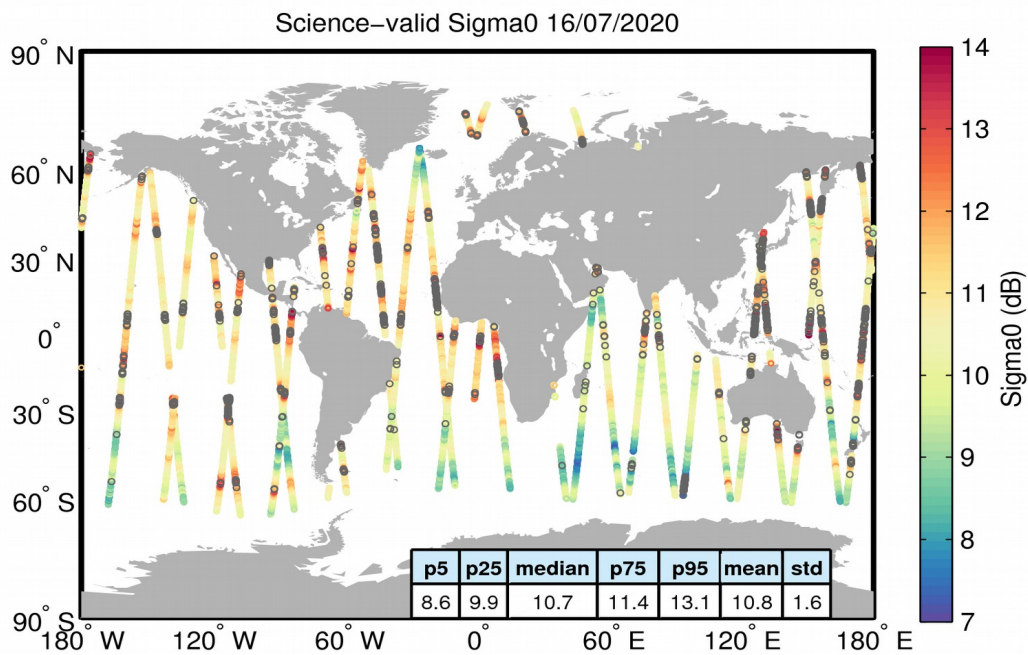 Science−valid Sigma0 16/07/2020
90° N
60° N
30° N
0°
30° S
60° S
90° S
180° W
120° W
60° W
0°
60° E
120° E
180° E
p5 p25 median p75 p95 mean std
8.6 9.9 10.7 11.4 13.1 10.8 1.6
14
13
12
11
10
9
8
7
Sigma0 (dB)